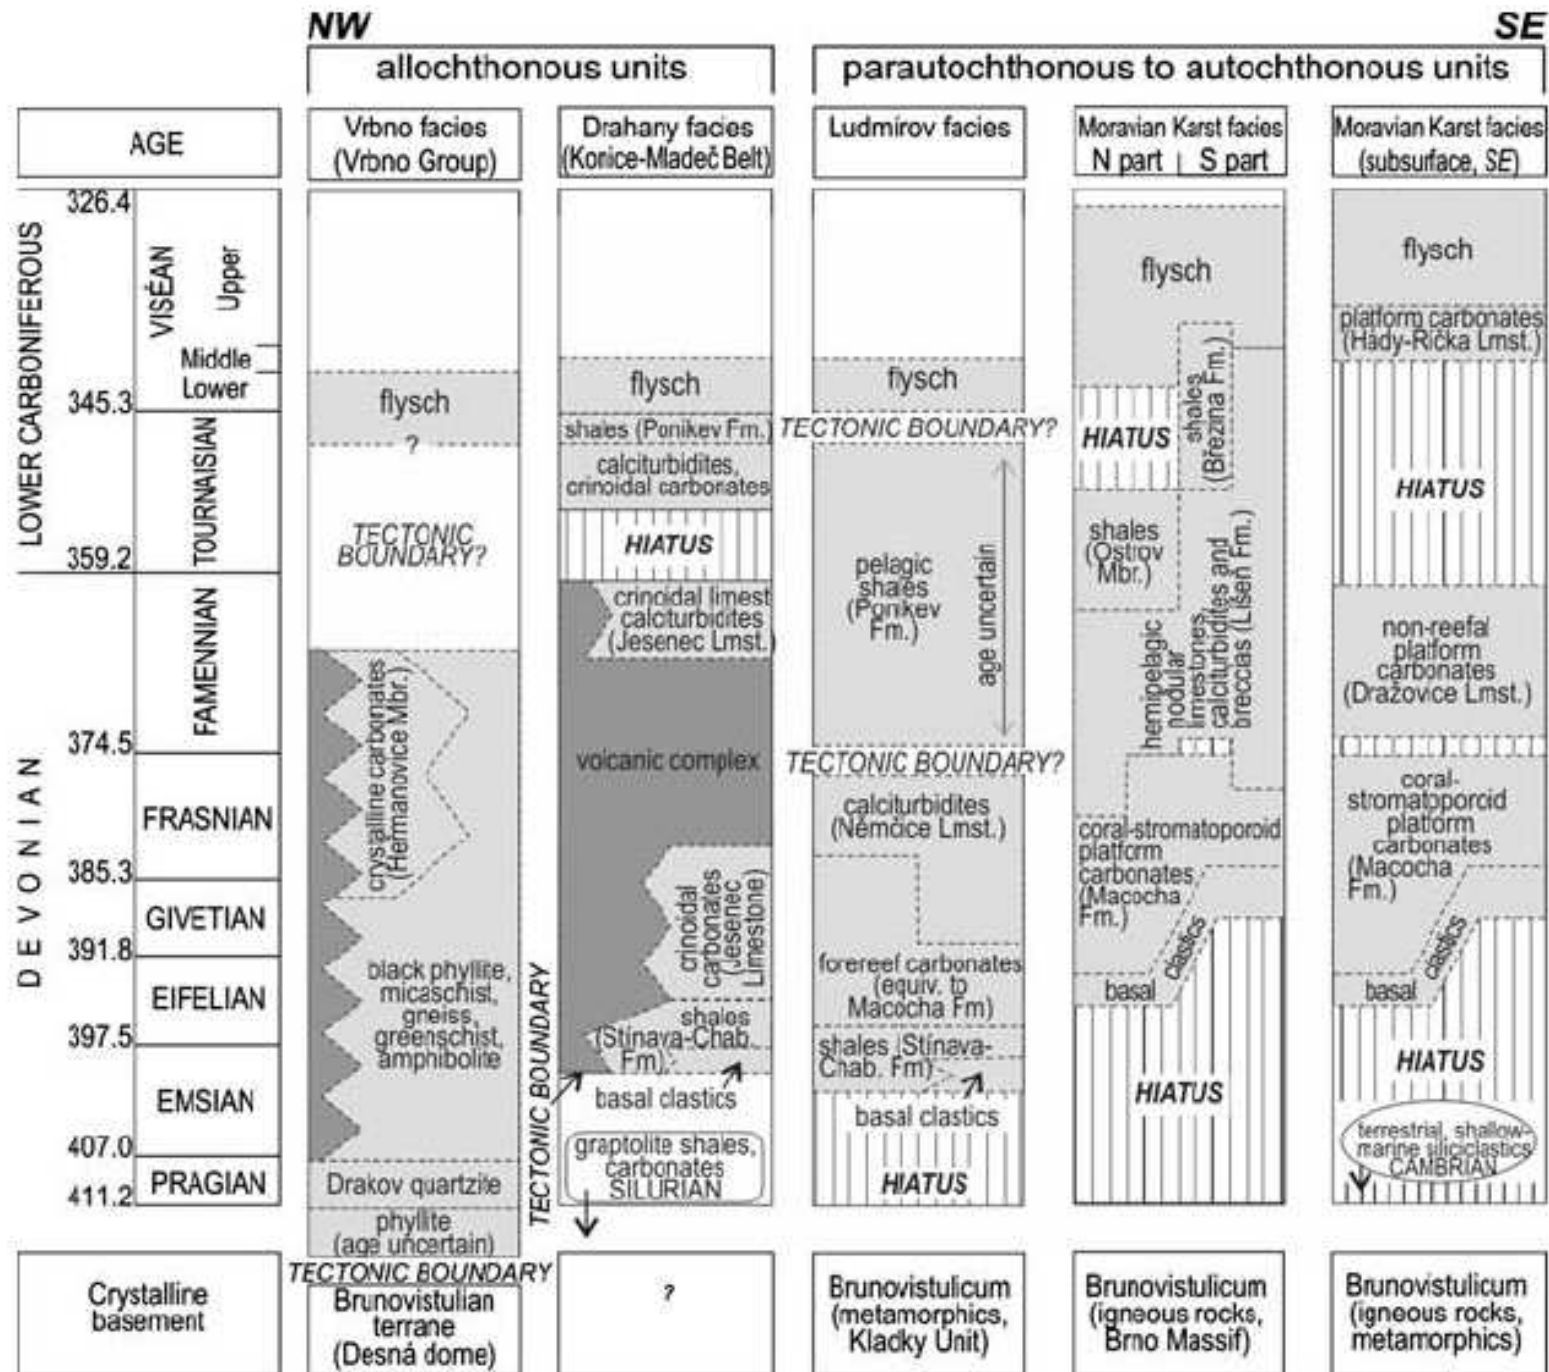 NW
SE
allochthonous units
parautochthonous to autochthonous units
AGE
Vrbno facies
(Vrbno Group)
Drahany facies
(Konice-Mladeč Belt)
Ludmírov facies
Moravian Karst facies
N part | S part
Moravian Karst facies
(subsurface, SE)
LOWER CARBONIFEROUS
DEVONIAN
326.4
345.3
359.2
374.5
385.3
391.8
397.5
407.0
411.2
VISÉAN
Upper
Middle
Lower
TOURNAISIAN
FAMENNIAN
FRASNIAN
GIVETIAN
EIFELIAN
EMSIAN
PRAGIAN
Crystalline
basement
flysch
?
TECTONIC
BOUNDARY?
crystalline carbonates
(Hermanovice Mbr.)
black phyllite,
micaschist,
gneiss,
greenschist,
amphibolite
Drakov quartzite
phyllite
(age uncertain)
TECTONIC BOUNDARY
Brunovistulian
terrane
(Desná dome)
TECTONIC BOUNDARY
flysch
shales (Ponikev Fm.)
calciturbidites,
crinoidal carbonates
HIATUS
crinoidal limest
calciturbidites
(Jesenec Lmst.)
volcanic complex
crinoidal
carbonates
(Jesenec
Limestone)
shales
(Stínava-Chab.
Fm)
basal clastics
graptolite shales,
carbonates
SILURIAN
?
flysch
TECTONIC BOUNDARY?
pelagic
shales
(Ponikev
Fm.)
age uncertain
TECTONIC BOUNDARY?
calciturbidites
(Němčice Lmst.)
forereef carbonates
(equiv. to
Macocha Fm)
shales (Stínava-
Chab. Fm)
basal clastics
HIATUS
Brunovistulicum
(metamorphics,
Kladky Unit)
flysch
HIATUS
shales
(Březina Fm.)
shales
(Ostrov
Mbr.)
hemipelagic
nodular
limestones,
calciturbidites and
breccas (Líšeň Fm.)
coral-stromatoporoid
platform
carbonates
(Macocha
Fm.)
clastics
basal
HIATUS
Brunovistulicum
(igneous rocks,
Brno Massif)
flysch
platform carbonates
(Hády-Říčka Lmst.)
HIATUS
non-reefal
platform
carbonates
(Dražovice Lmst.)
coral-
stromatoporoid
platform
carbonates
(Macocha
Fm.)
clastics
basal
HIATUS
terrestrial, shallow-
marine siliciclastics
CAMBRIAN
Brunovistulicum
(igneous rocks,
metamorphics)